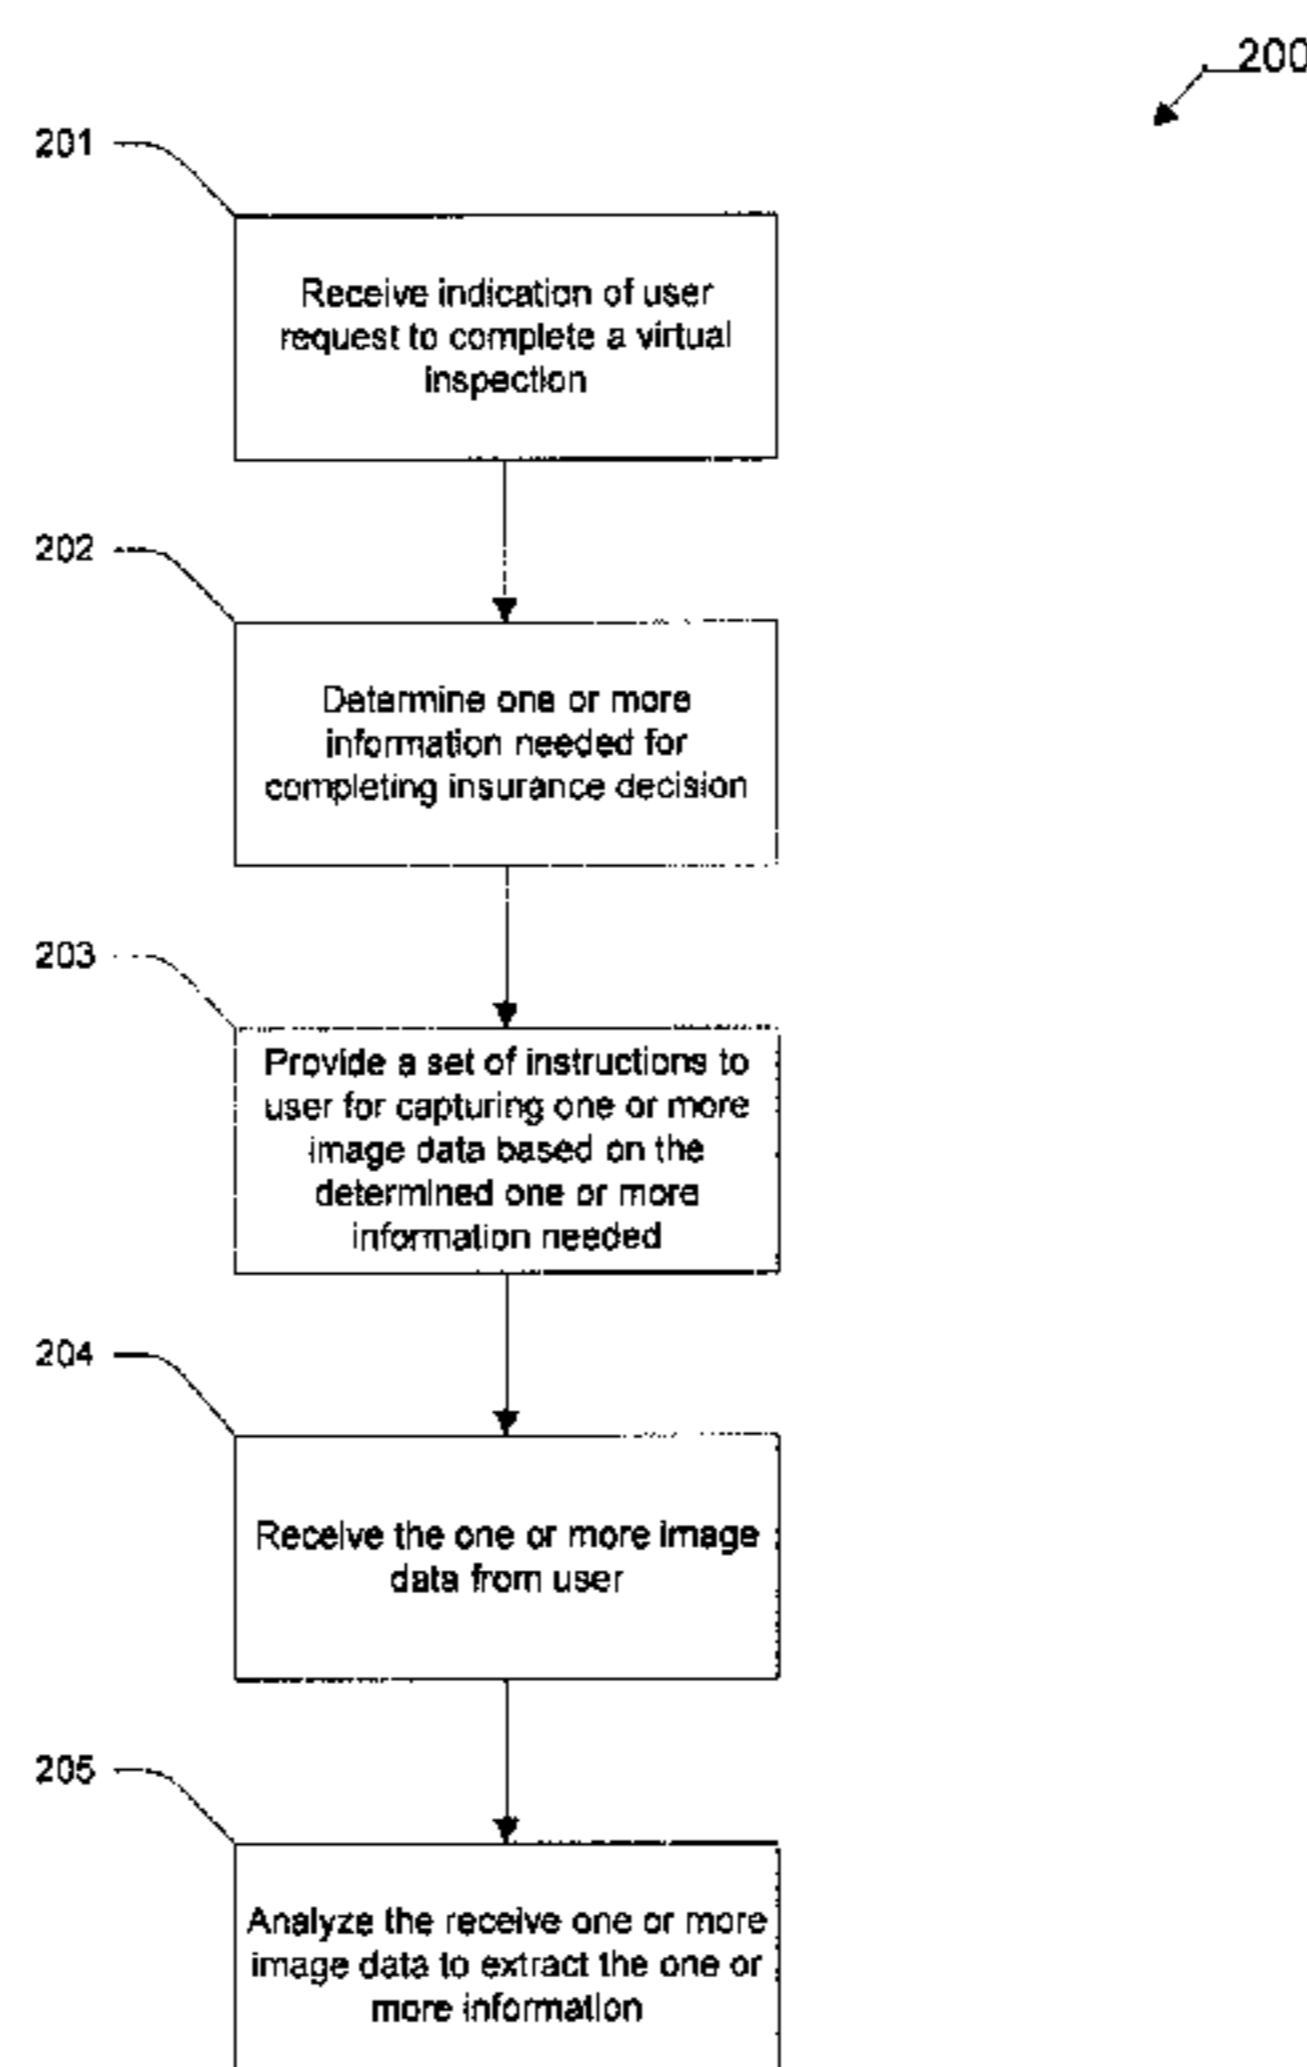 200
201
Receive indication of user
request to complete a virtual
inspection
202
Determine one or more
information needed for
completing insurance decision
203
Provide a set of instructions to
user for capturing one or more
image data based on the
determined one or more
information needed
204
Receive the one or more image
data from user
205
Analyze the receive one or more
image data to extract the one or
more information